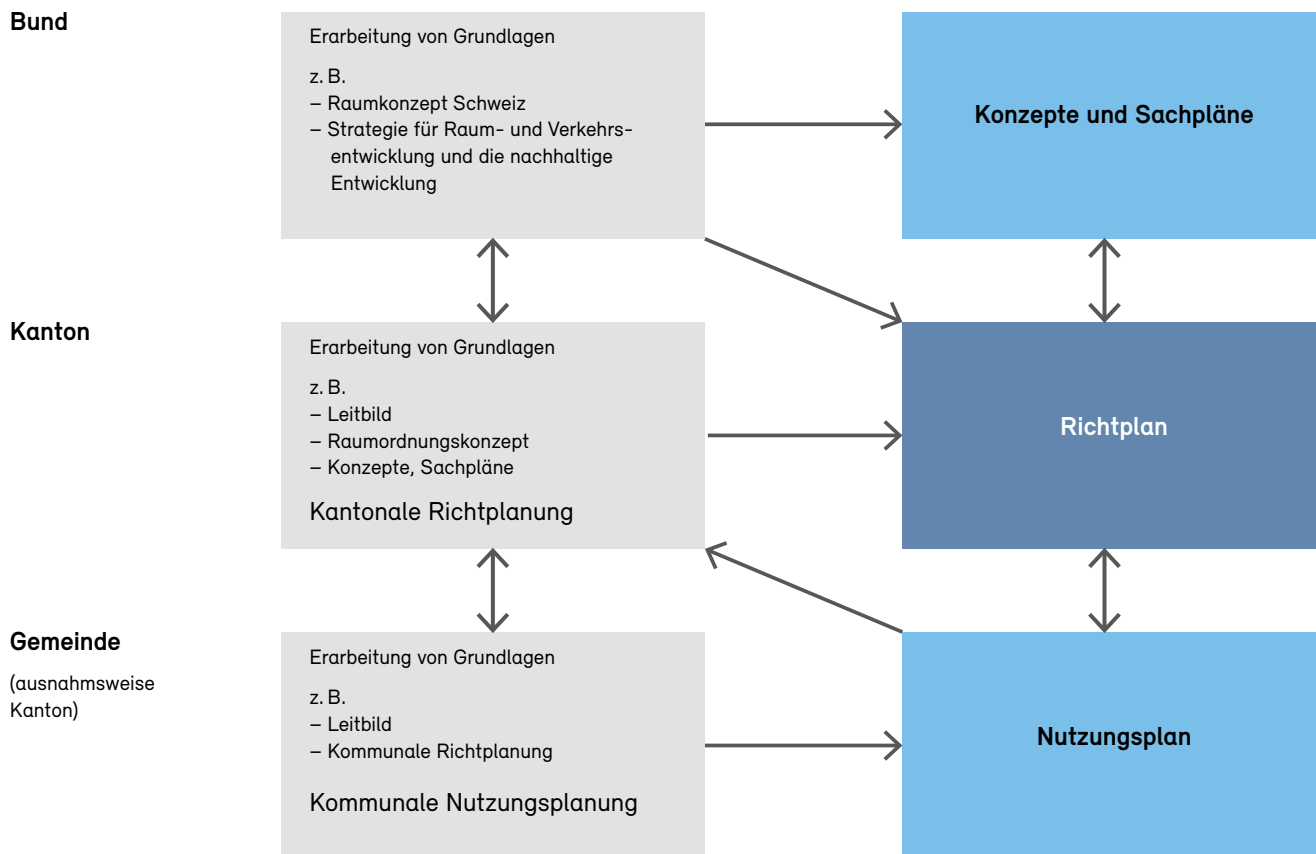 Bund
Erarbeitung von Grundlagen
z. B.
– Raumkonzept Schweiz
– Strategie für Raum- und Verkehrs-
entwicklung und die nachhaltige
Entwicklung
Konzepte und Sachpläne
Kanton
Erarbeitung von Grundlagen
z. B.
– Leitbild
– Raumordnungskonzept
– Konzepte, Sachpläne
Kantonale Richtplanung
Richtplan
Gemeinde
(ausnahmsweise
Kanton)
Erarbeitung von Grundlagen
z. B.
– Leitbild
– Kommunale Richtplanung
Kommunale Nutzungsplanung
Nutzungsplan